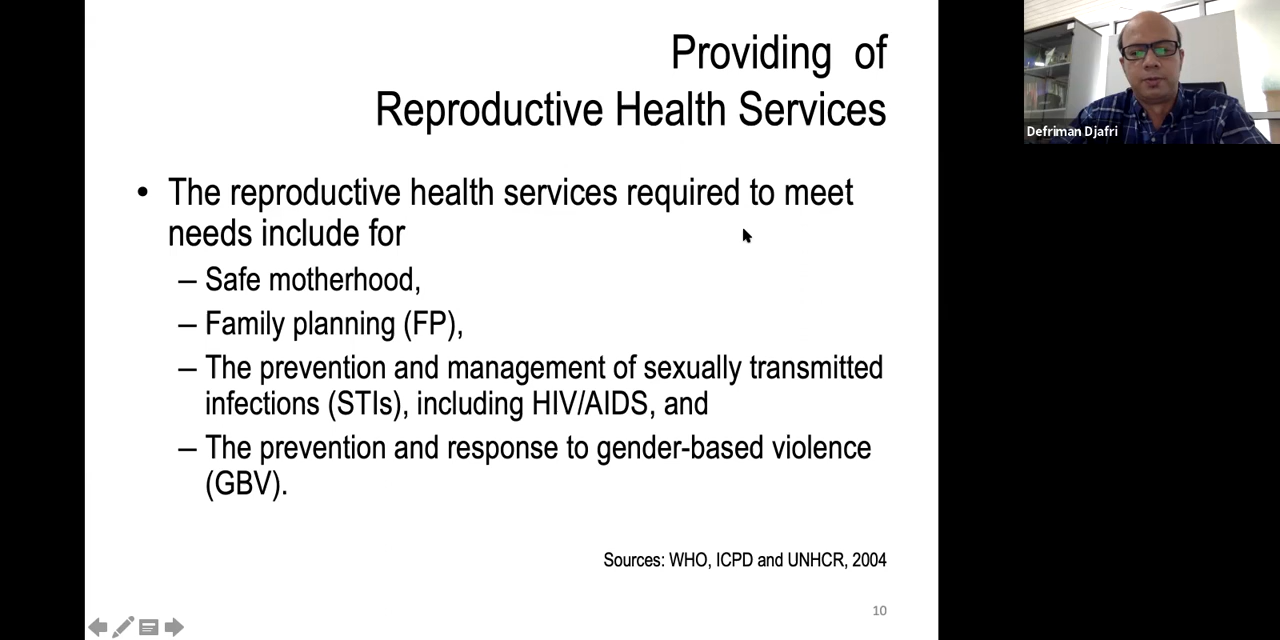 Providing of
Reproductive Health Services
• The reproductive health services required to meet
needs include for
– Safe motherhood,
– Family planning (FP),
– The prevention and management of sexually transmitted
infections (STIs), including HIV/AIDS, and
– The prevention and response to gender-based violence
(GBV).
Sources: WHO, ICPD and UNHCR, 2004
10
Defriman Djafri